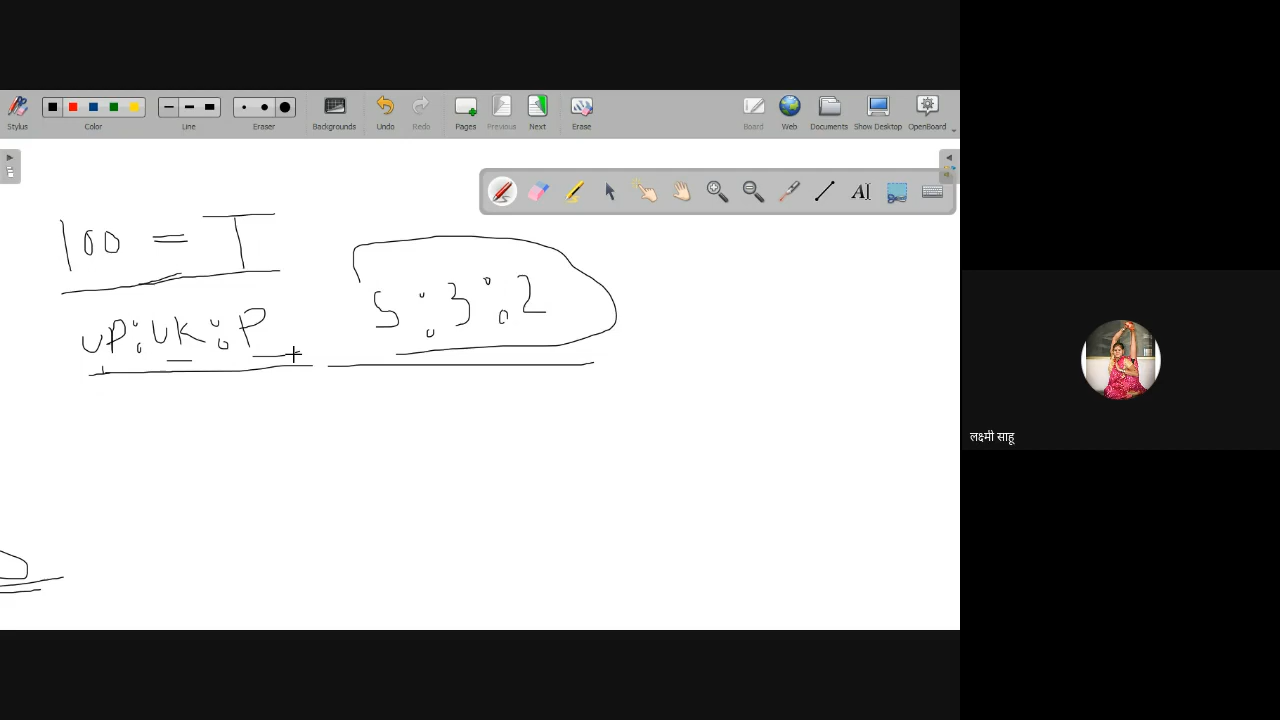 Stylus Color Line Eraser Backgrounds Undo Redo Pages Previous Next Erase Board Web Documents Show Desktop OpenBoard
100 = T
5 : 3 : 2
UP : UK : P
लक्ष्मी साहू